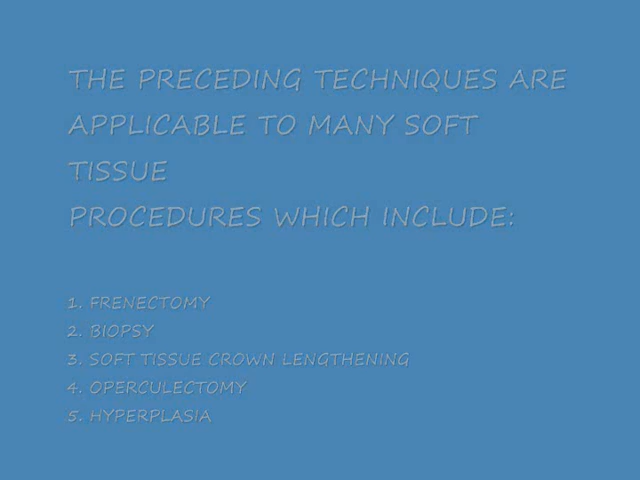 THE PRECEDING TECHNIQUES ARE
APPLICABLE TO MANY SOFT
TISSUE
PROCEDURES WHICH INCLUDE:
1. FRENECTOMY
2. BIOPSY
3. SOFT TISSUE CROWN LENGTHENING
4. OPERCULECTOMY
5. HYPERPLASIA